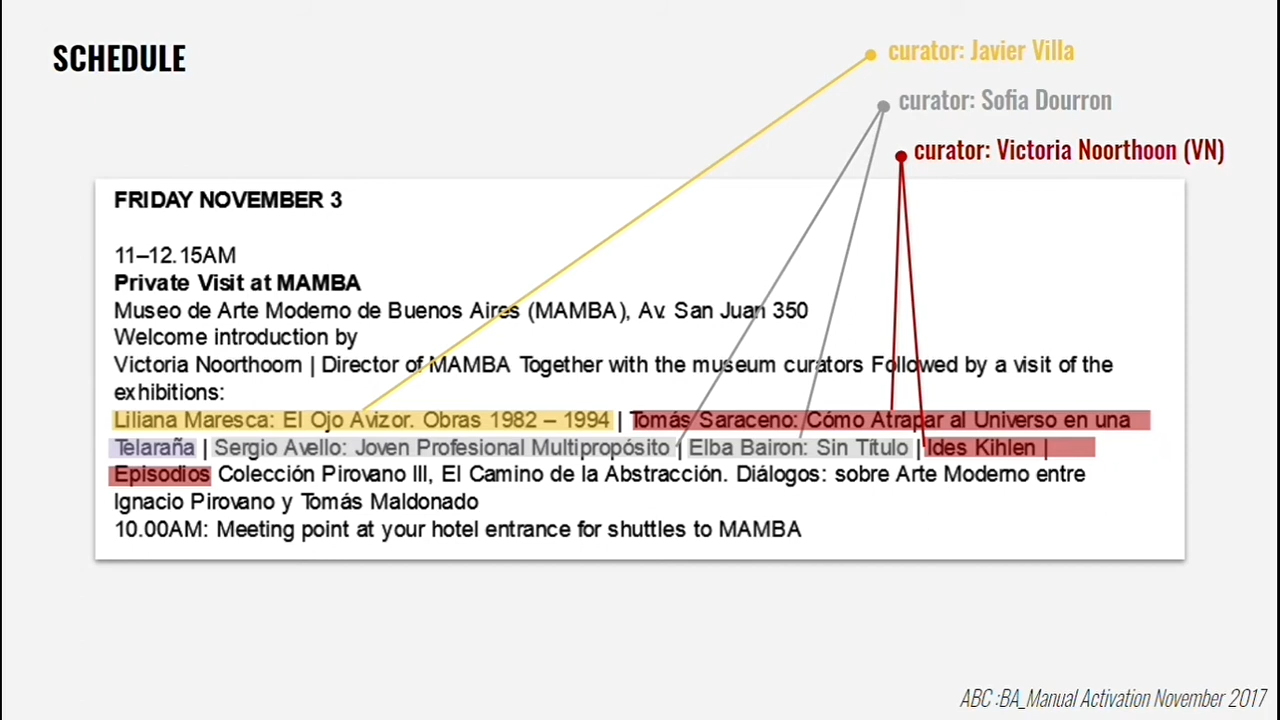 SCHEDULE
curator: Javier Villa
curator: Sofia Dourron
curator: Victoria Noorthoon (VN)
FRIDAY NOVEMBER 3
11–12.15AM
Private Visit at MAMBA
Museo de Arte Moderno de Buenos Aires (MAMBA), Av. San Juan 350
Welcome introduction by
Victoria Noorthoorn | Director of MAMBA Together with the museum curators Followed by a visit of the
exhibitions:
Liliana Maresca: El Ojo Avizor. Obras 1982 – 1994 | Tomás Saraceno: Cómo Atrapar al Universo en una
Telaraña | Sergio Avello: Joven Profesional Multipropósito | Elba Bairon: Sin Título | Ides Kihlen |
Episodios Colección Pirovano III, El Camino de la Abstracción. Diálogos: sobre Arte Moderno entre
Ignacio Pirovano y Tomás Maldonado
10.00AM: Meeting point at your hotel entrance for shuttles to MAMBA
ABC :BA_Manual Activation November 2017